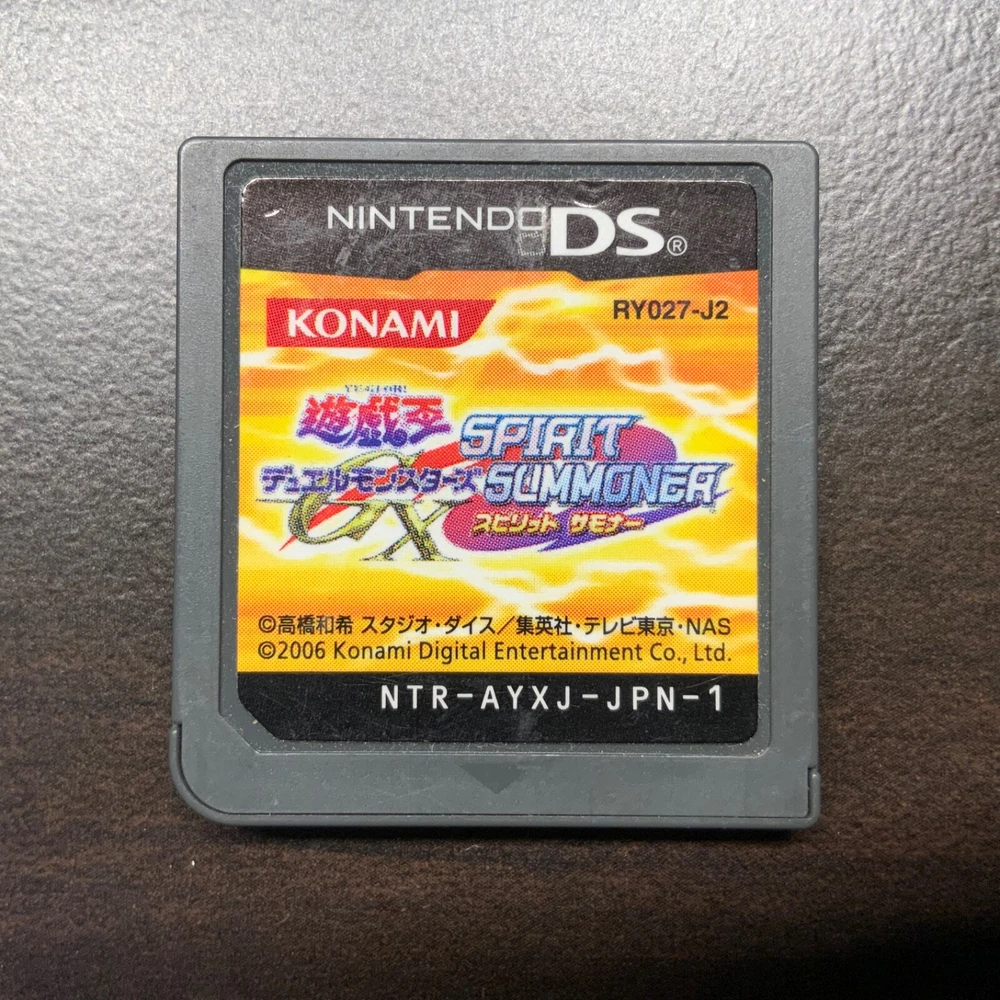 NINTENDO DS®
KONAMI
RY027-J2
YU-GI-OH!
遊戯王
SPIRIT
デュエルモンスターズ
SUMMONER
GX
スピリット サモナー
©高橋和希 スタジオ・ダイス／集英社・テレビ東京・NAS
©2006 Konami Digital Entertainment Co., Ltd.
NTR-AYXJ-JPN-1